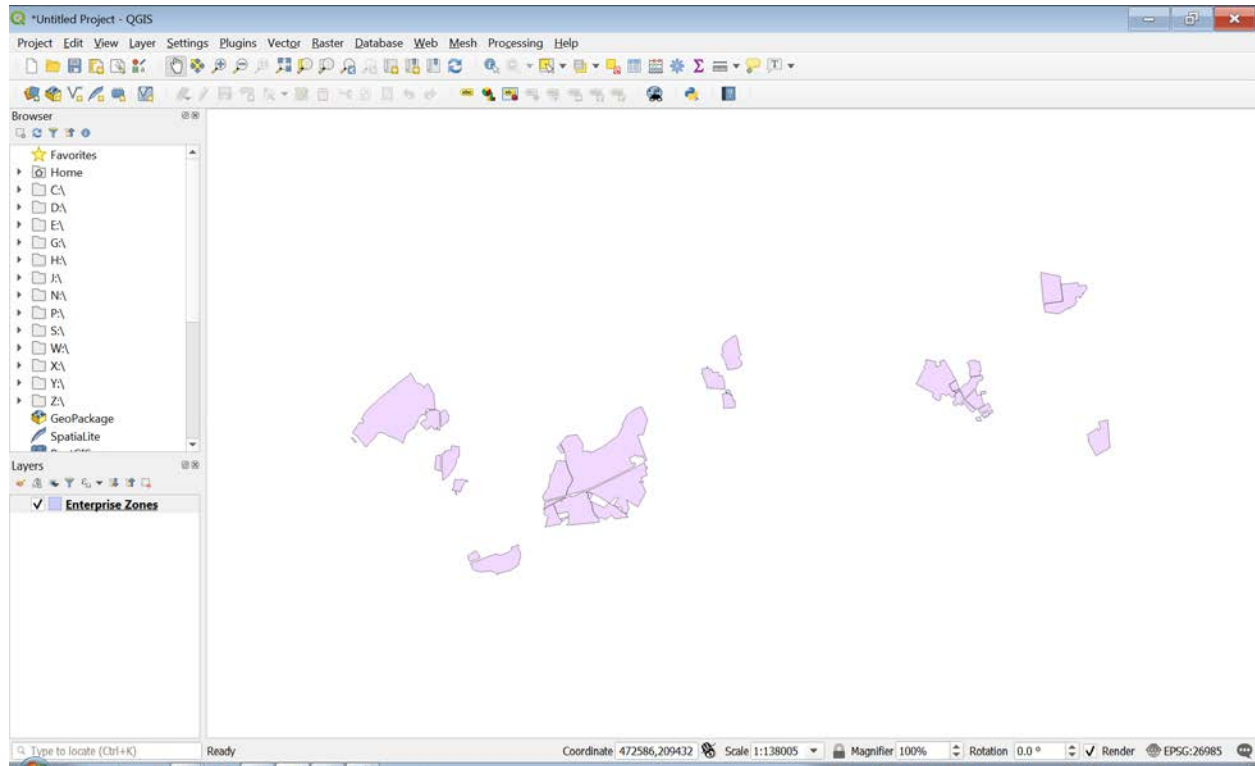 *Untitled Project - QGIS
Project Edit View Layer Settings Plugins Vector Raster Database Web Mesh Processing Help
Browser
Favorites
Home
C:\
D:\
E:\
G:\
H:\
J:\
N:\
P:\
S:\
W:\
X:\
Y:\
Z:\
GeoPackage
SpatiaLite
Layers
Enterprise Zones
Type to locate (Ctrl+K) Ready Coordinate 472586,209432 Scale 1:138005 Magnifier 100% Rotation 0.0 ° Render EPSG:26985